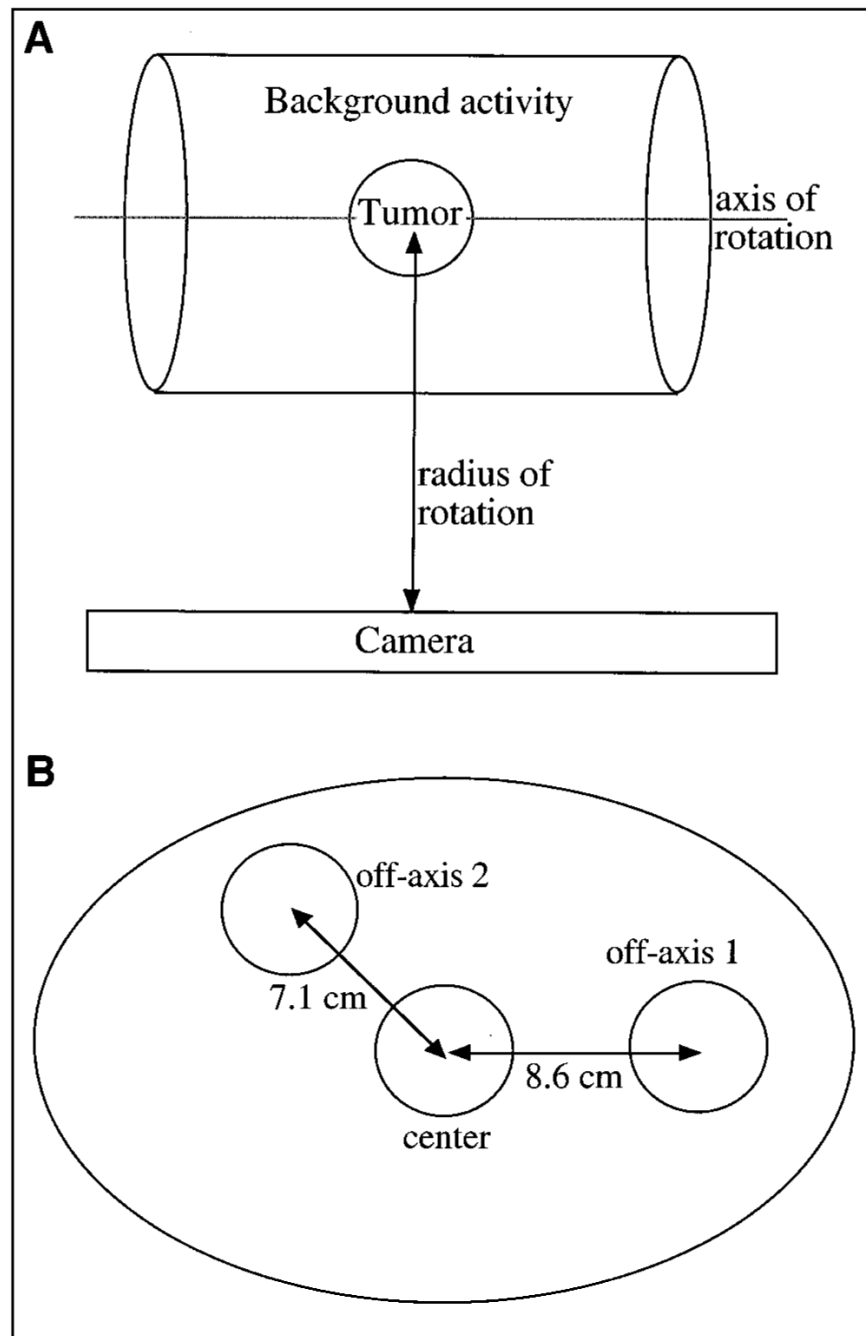 A
Background activity
Tumor
axis of
rotation
radius of
rotation
Camera
B
off-axis 2
off-axis 1
7.1 cm
8.6 cm
center